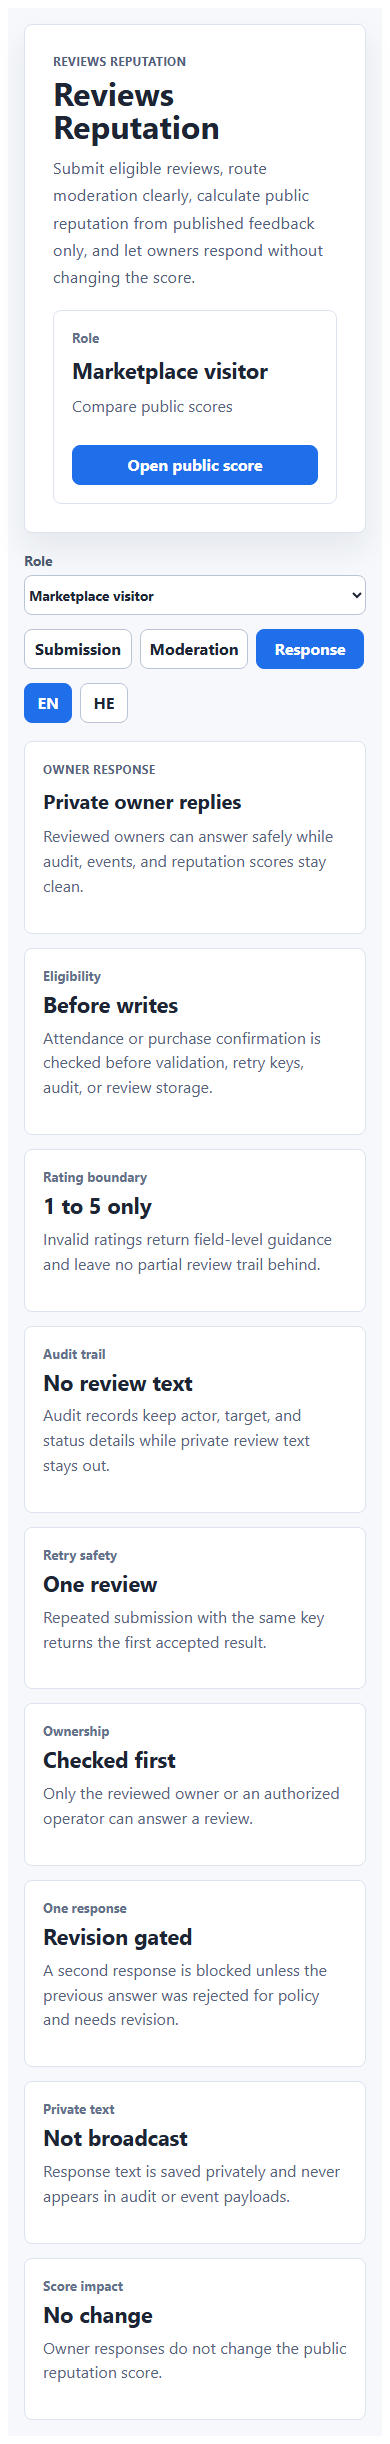 REVIEWS REPUTATION
Reviews
Reputation
Submit eligible reviews, route
moderation clearly, calculate public
reputation from published feedback
only, and let owners respond without
changing the score.
Role
Marketplace visitor
Compare public scores
Open public score
Role
Marketplace visitor
Submission Moderation Response
EN HE
OWNER RESPONSE
Private owner replies
Reviewed owners can answer safely while
audit, events, and reputation scores stay
clean.
Eligibility
Before writes
Attendance or purchase confirmation is
checked before validation, retry keys,
audit, or review storage.
Rating boundary
1 to 5 only
Invalid ratings return field-level guidance
and leave no partial review trail behind.
Audit trail
No review text
Audit records keep actor, target, and
status details while private review text
stays out.
Retry safety
One review
Repeated submission with the same key
returns the first accepted result.
Ownership
Checked first
Only the reviewed owner or an authorized
operator can answer a review.
One response
Revision gated
A second response is blocked unless the
previous answer was rejected for policy
and needs revision.
Private text
Not broadcast
Response text is saved privately and never
appears in audit or event payloads.
Score impact
No change
Owner responses do not change the public
reputation score.